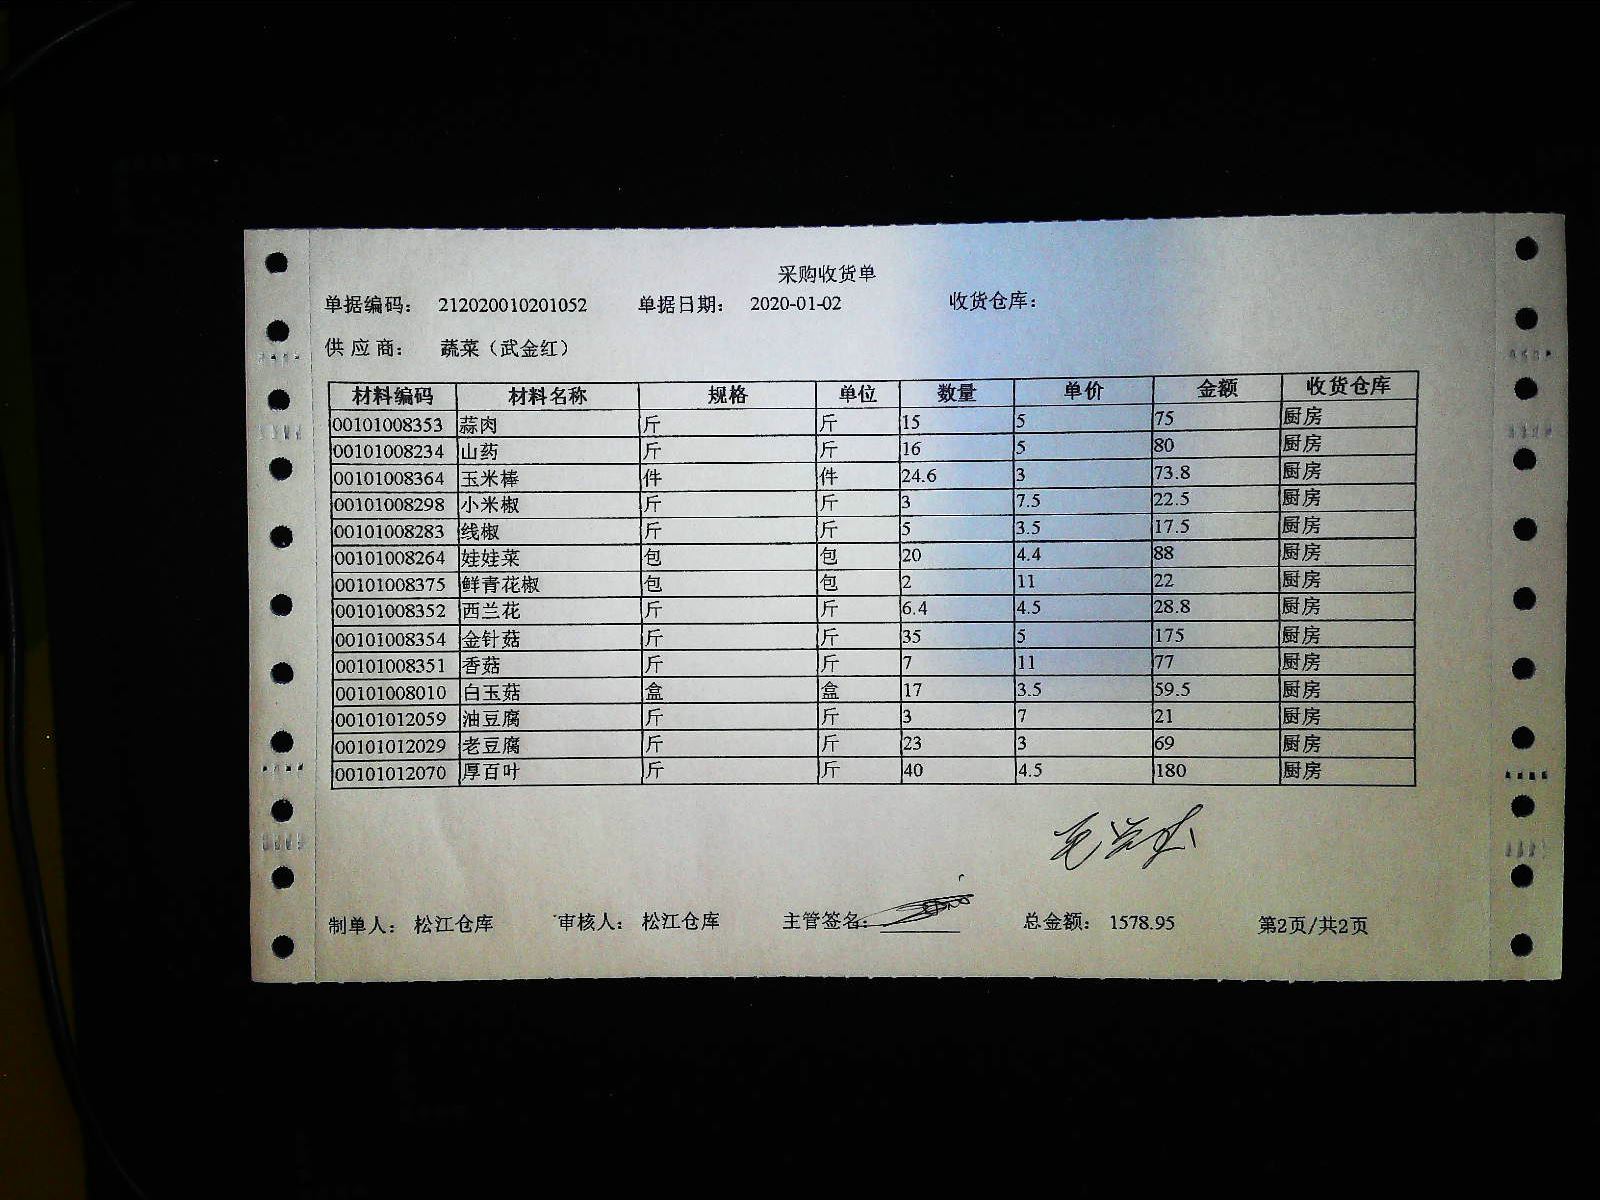 采购收货单
单据编码： 212020010201052 单据日期： 2020-01-02 收货仓库：
供 应 商： 蔬菜（武金红）
材料编码 材料名称 规格 单位 数量 单价 金额 收货仓库
00101008353 蒜肉 斤 斤 15 5 75 厨房
00101008234 山药 斤 斤 16 5 80 厨房
00101008364 玉米棒 件 件 24.6 3 73.8 厨房
00101008298 小米椒 斤 斤 3 7.5 22.5 厨房
00101008283 线椒 斤 斤 5 3.5 17.5 厨房
00101008264 娃娃菜 包 包 20 4.4 88 厨房
00101008375 鲜青花椒 包 包 2 11 22 厨房
00101008352 西兰花 斤 斤 6.4 4.5 28.8 厨房
00101008354 金针菇 斤 斤 35 5 175 厨房
00101008351 香菇 斤 斤 7 11 77 厨房
00101008010 白玉菇 盒 盒 17 3.5 59.5 厨房
00101012059 油豆腐 斤 斤 3 7 21 厨房
00101012029 老豆腐 斤 斤 23 3 69 厨房
00101012070 厚百叶 斤 斤 40 4.5 180 厨房
制单人： 松江仓库 审核人： 松江仓库 主管签名： 总金额： 1578.95 第2页/共2页